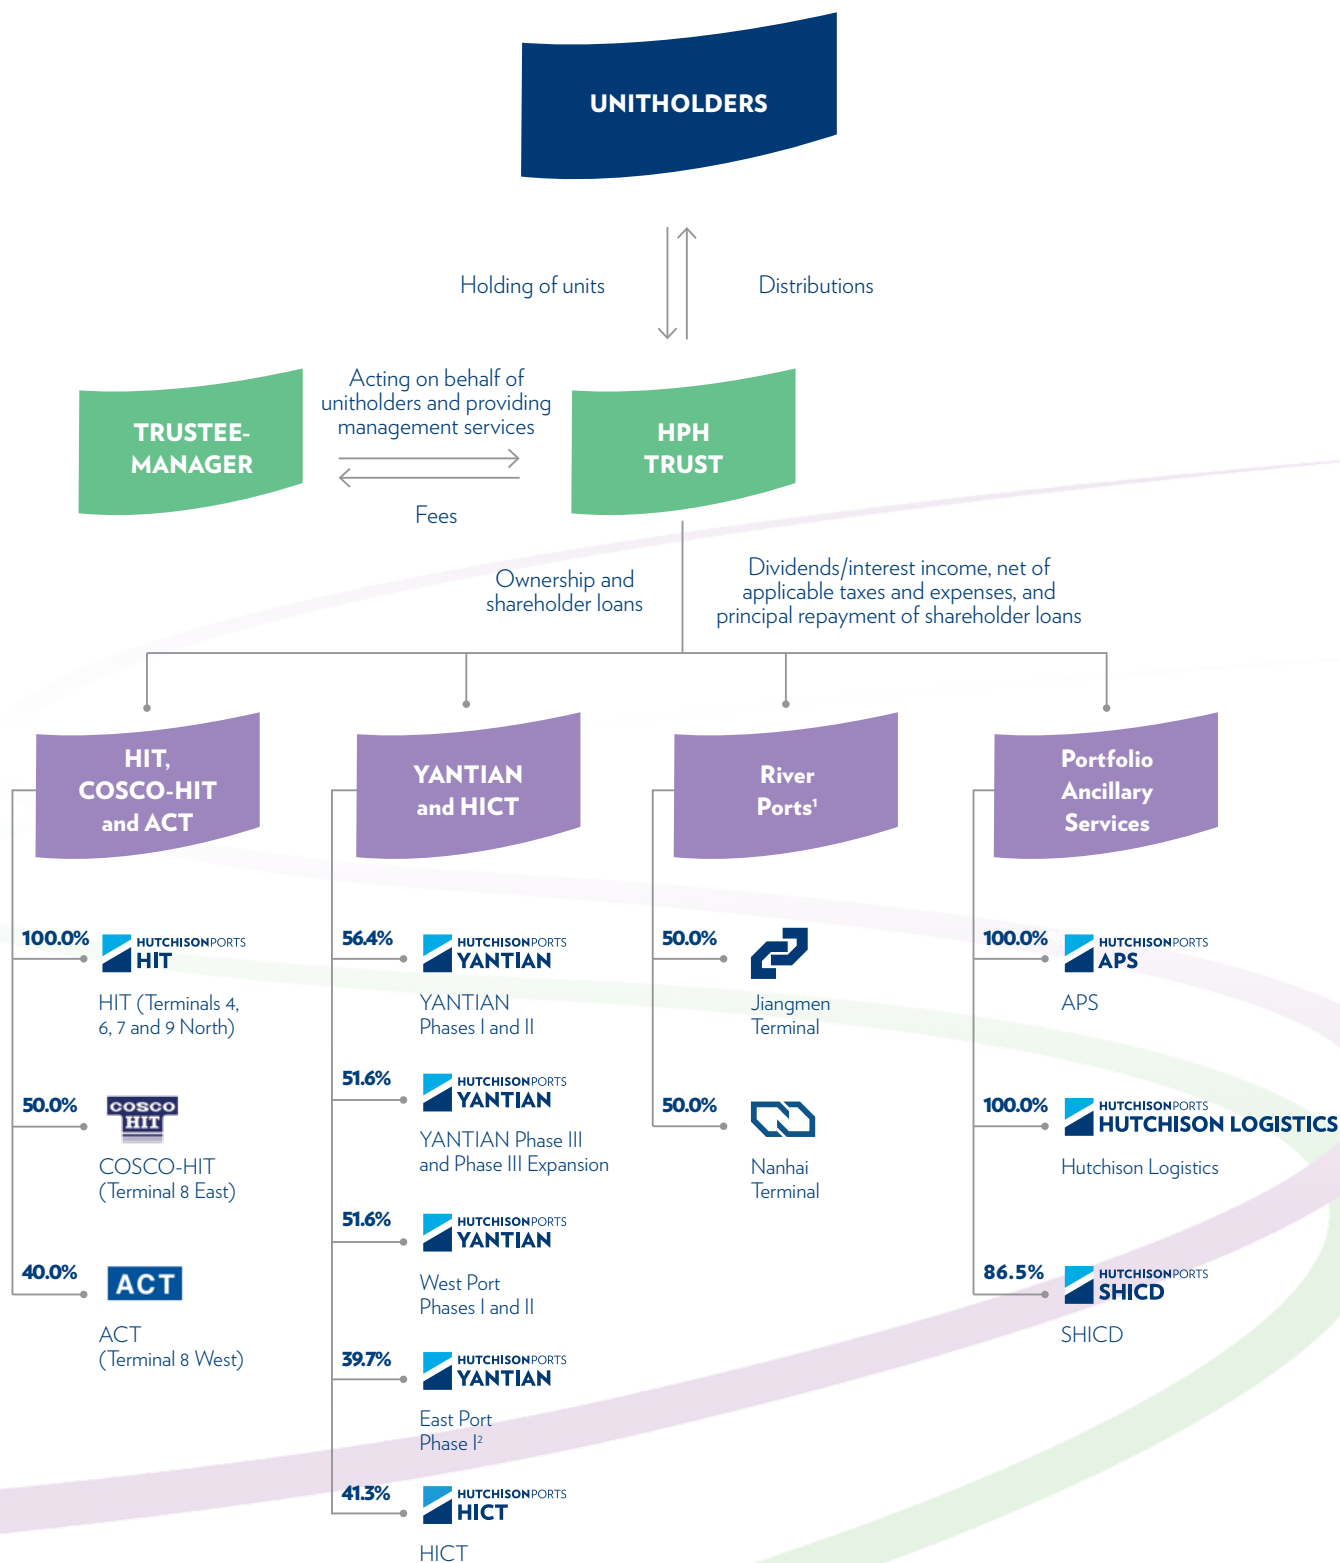 UNITHOLDERS
Holding of units
Distributions
TRUSTEE-
MANAGER
Acting on behalf of
unitholders and providing
management services
Fees
HPH
TRUST
Ownership and
shareholder loans
Dividends/interest income, net of
applicable taxes and expenses, and
principal repayment of shareholder loans
HIT,
COSCO-HIT
and ACT
100.0%
HUTCHISONPORTS
HIT
HIT (Terminals 4,
6, 7 and 9 North)
50.0%
COSCO
HIT
COSCO-HIT
(Terminal 8 East)
40.0%
ACT
ACT
(Terminal 8 West)
YANTIAN
and HICT
56.4%
HUTCHISONPORTS
YANTIAN
YANTIAN
Phases I and II
51.6%
HUTCHISONPORTS
YANTIAN
YANTIAN Phase III
and Phase III Expansion
51.6%
HUTCHISONPORTS
YANTIAN
West Port
Phases I and II
39.7%
HUTCHISONPORTS
YANTIAN
East Port
Phase I²
41.3%
HUTCHISONPORTS
HICT
HICT
River
Ports¹
50.0%
Jiangmen
Terminal
50.0%
Nanhai
Terminal
Portfolio
Ancillary
Services
100.0%
HUTCHISONPORTS
APS
APS
100.0%
HUTCHISONPORTS
HUTCHISON LOGISTICS
Hutchison Logistics
86.5%
HUTCHISONPORTS
SHICD
SHICD